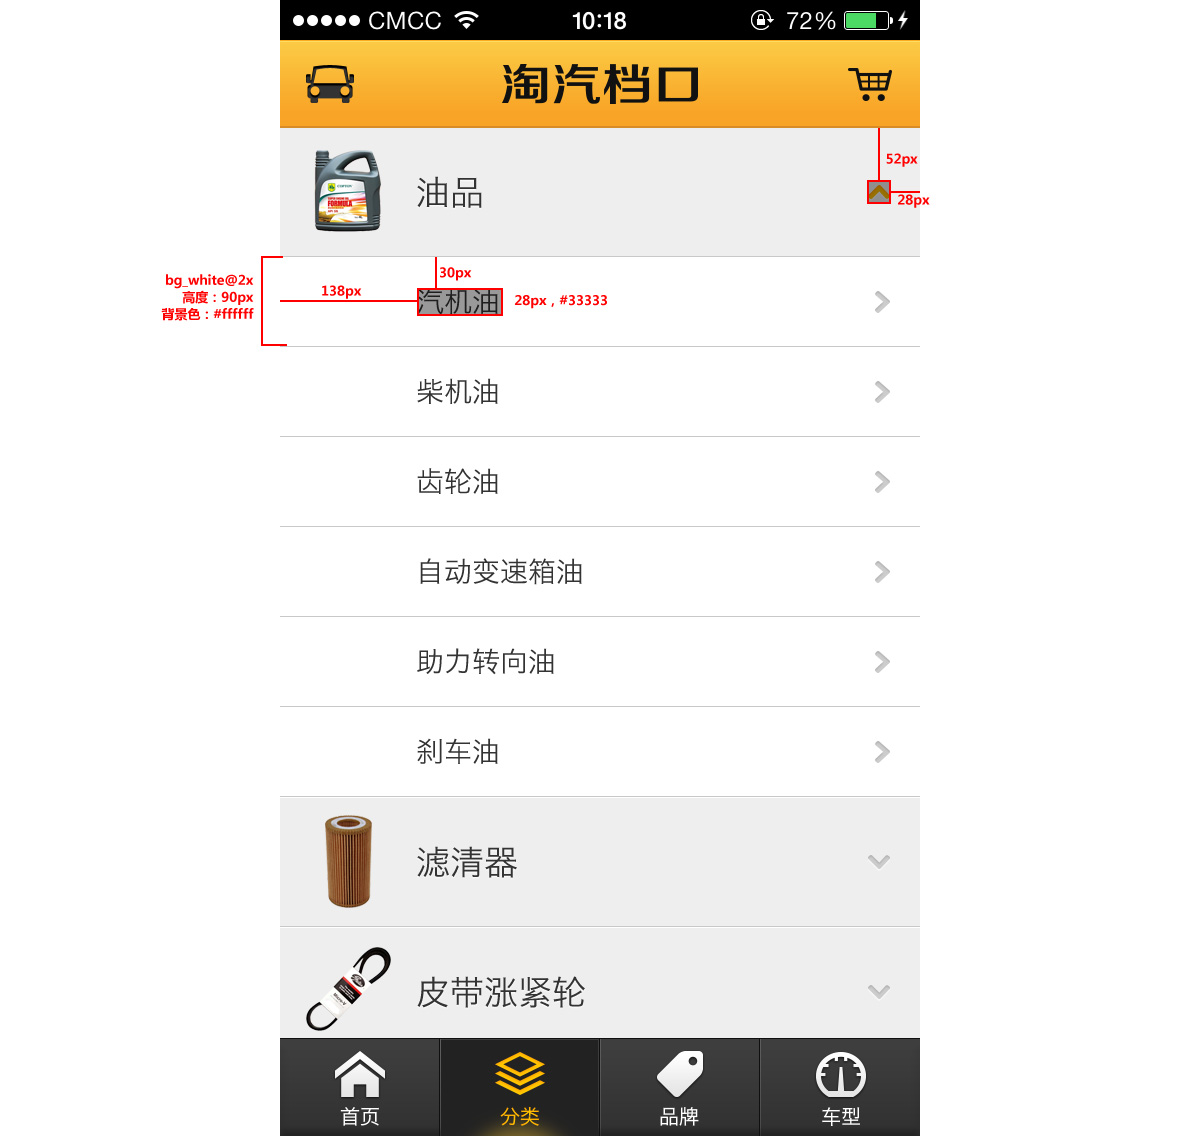 CMCC 10:18 72%
淘汽档口
52px
油品
28px
FORMULA
bg_white@2x
高度：90px
背景色：#ffffff
30px
138px
汽机油
28px，#33333
柴机油
齿轮油
自动变速箱油
助力转向油
刹车油
滤清器
皮带涨紧轮
首页
分类
品牌
车型